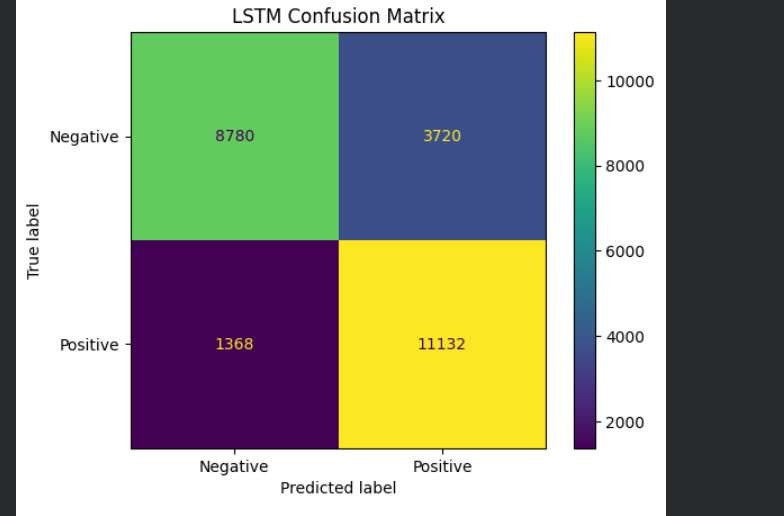 LSTM Confusion Matrix
Negative
8780
3720
Positive
1368
11132
Negative
Positive
Predicted label
True label
10000
8000
6000
4000
2000